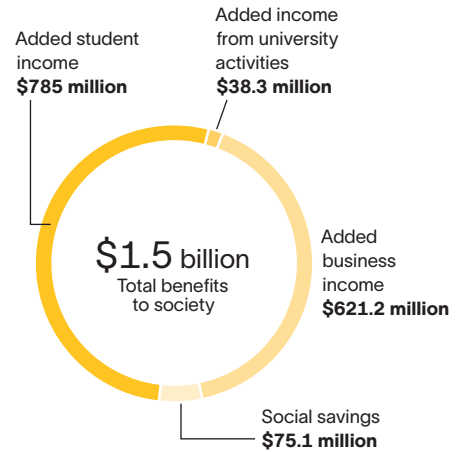 Added income
from university
activities
$38.3 million
Added student
income
$785 million
$1.5 billion
Total benefits
to society
Added
business
income
$621.2 million
Social savings
$75.1 million